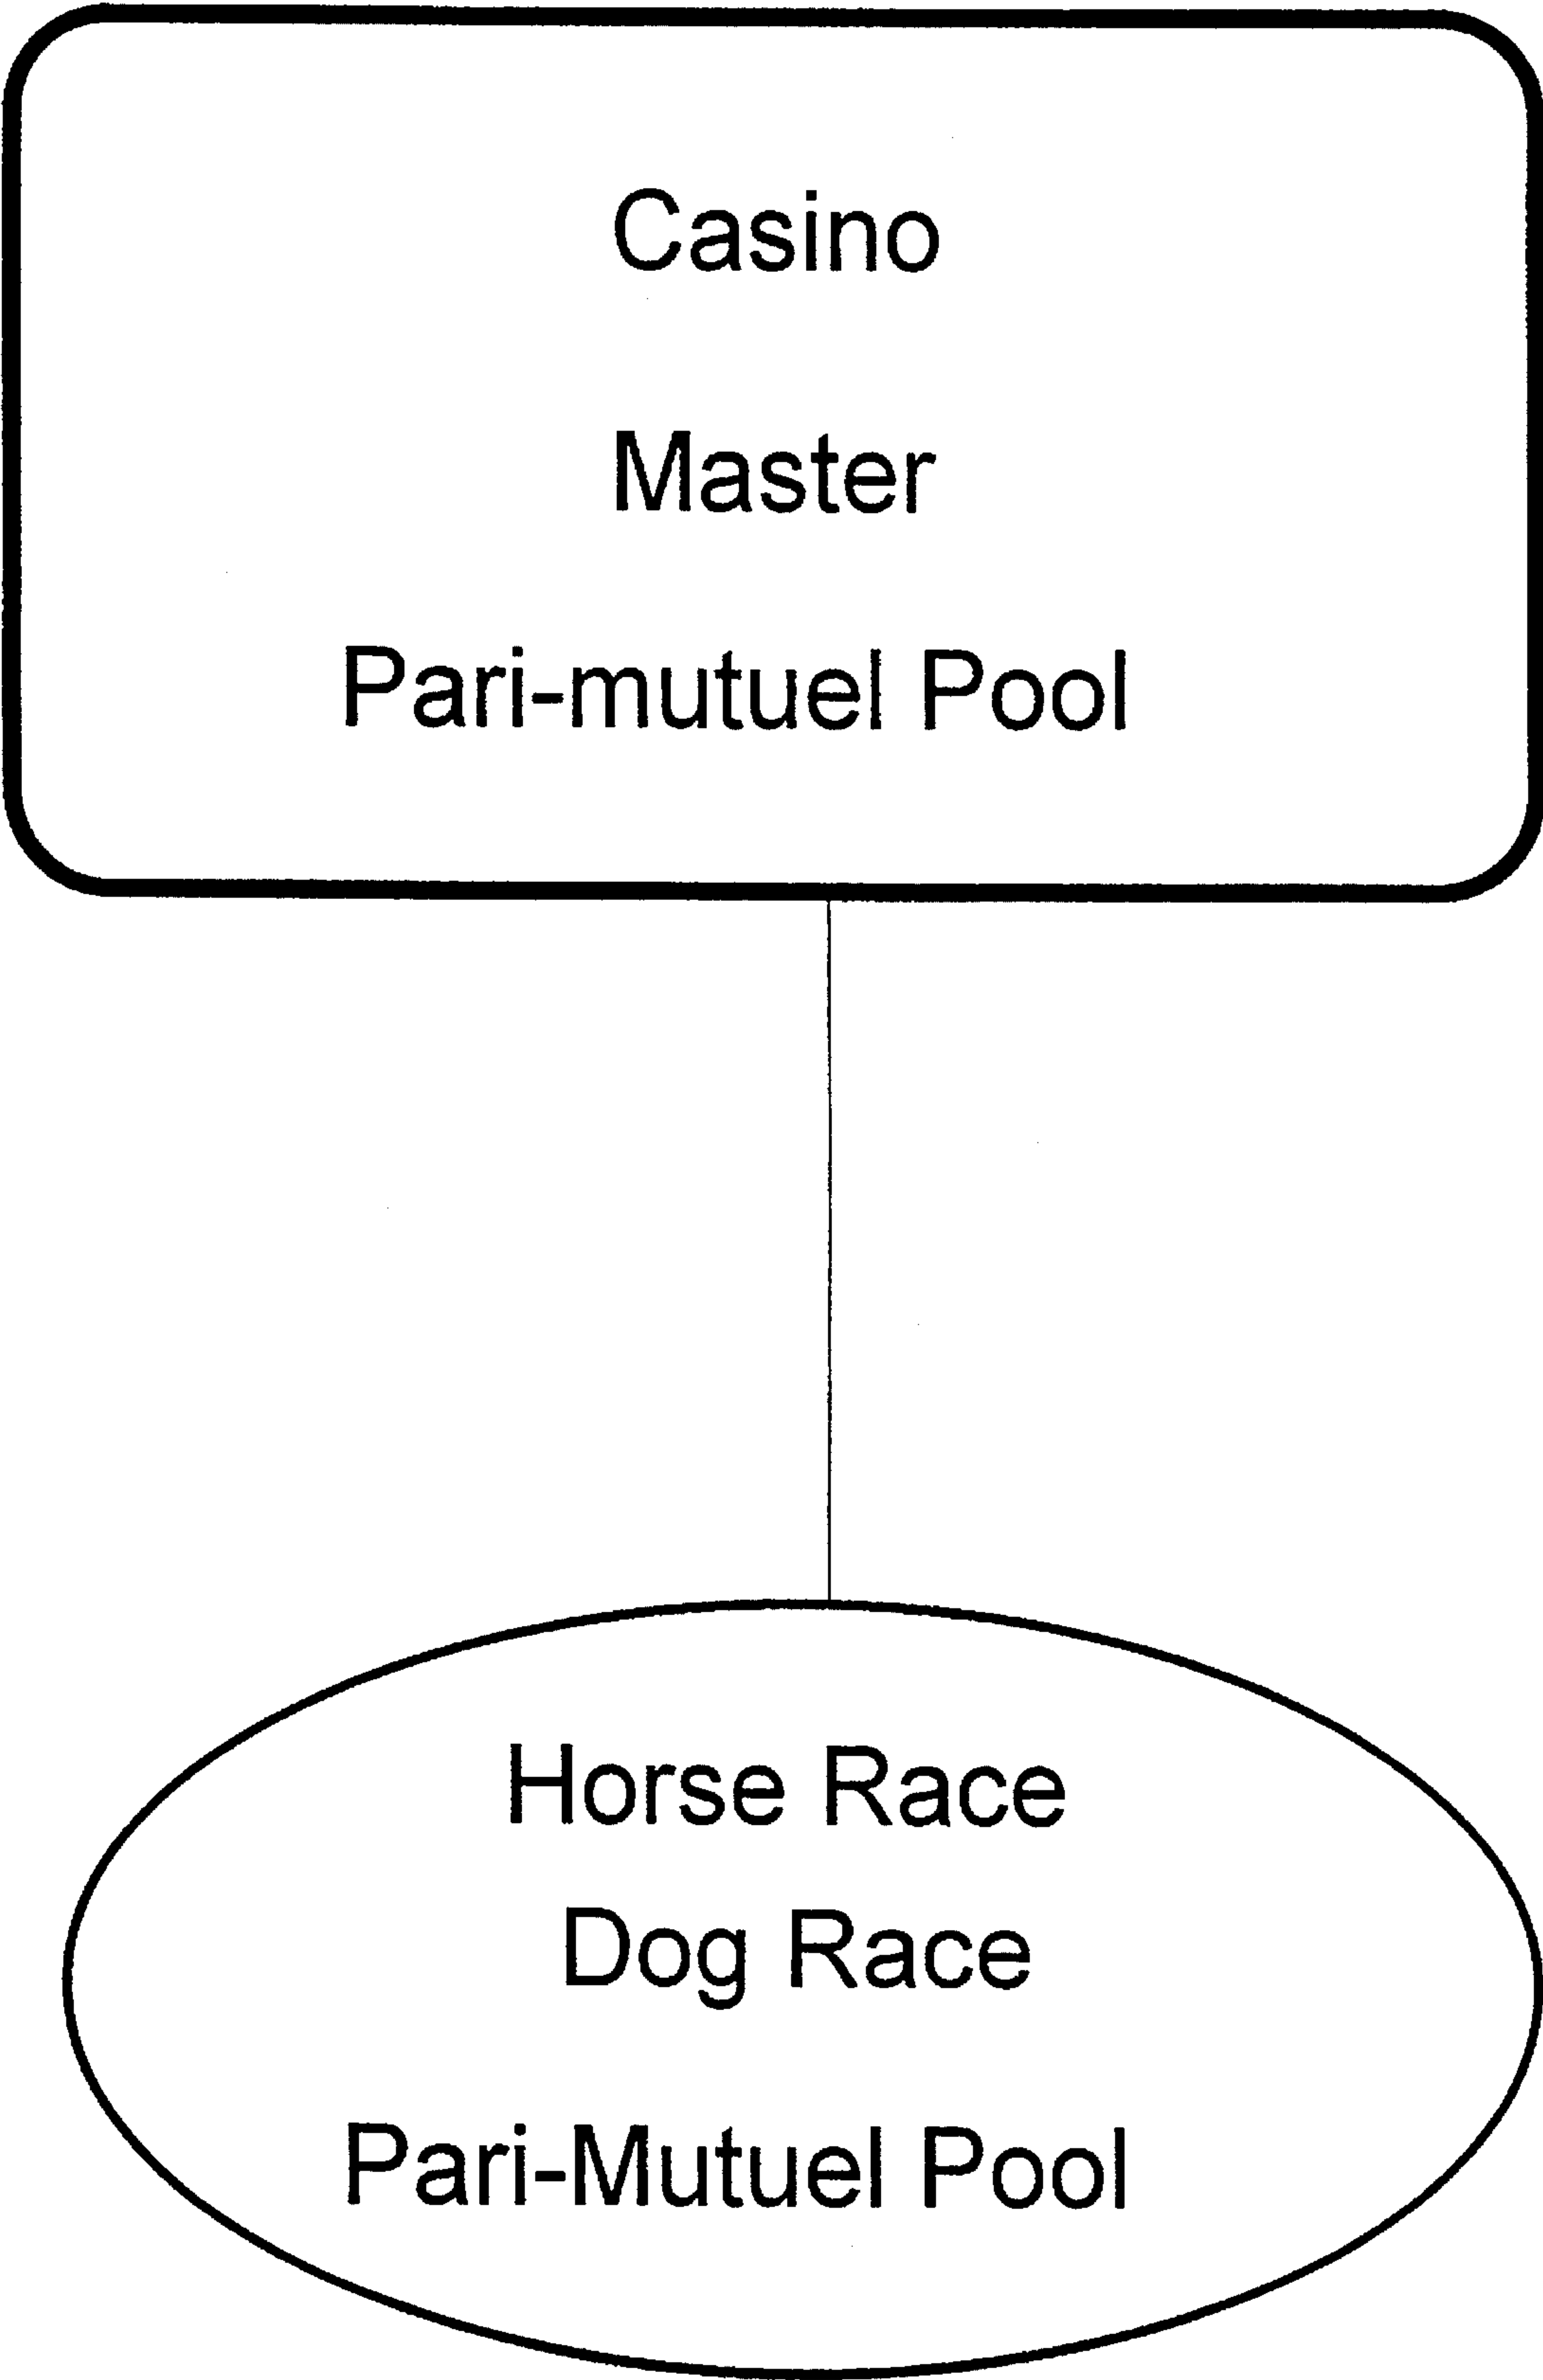 Casino
Master
Pari-mutuel Pool
Horse Race
Dog Race
Pari-Mutuel Pool